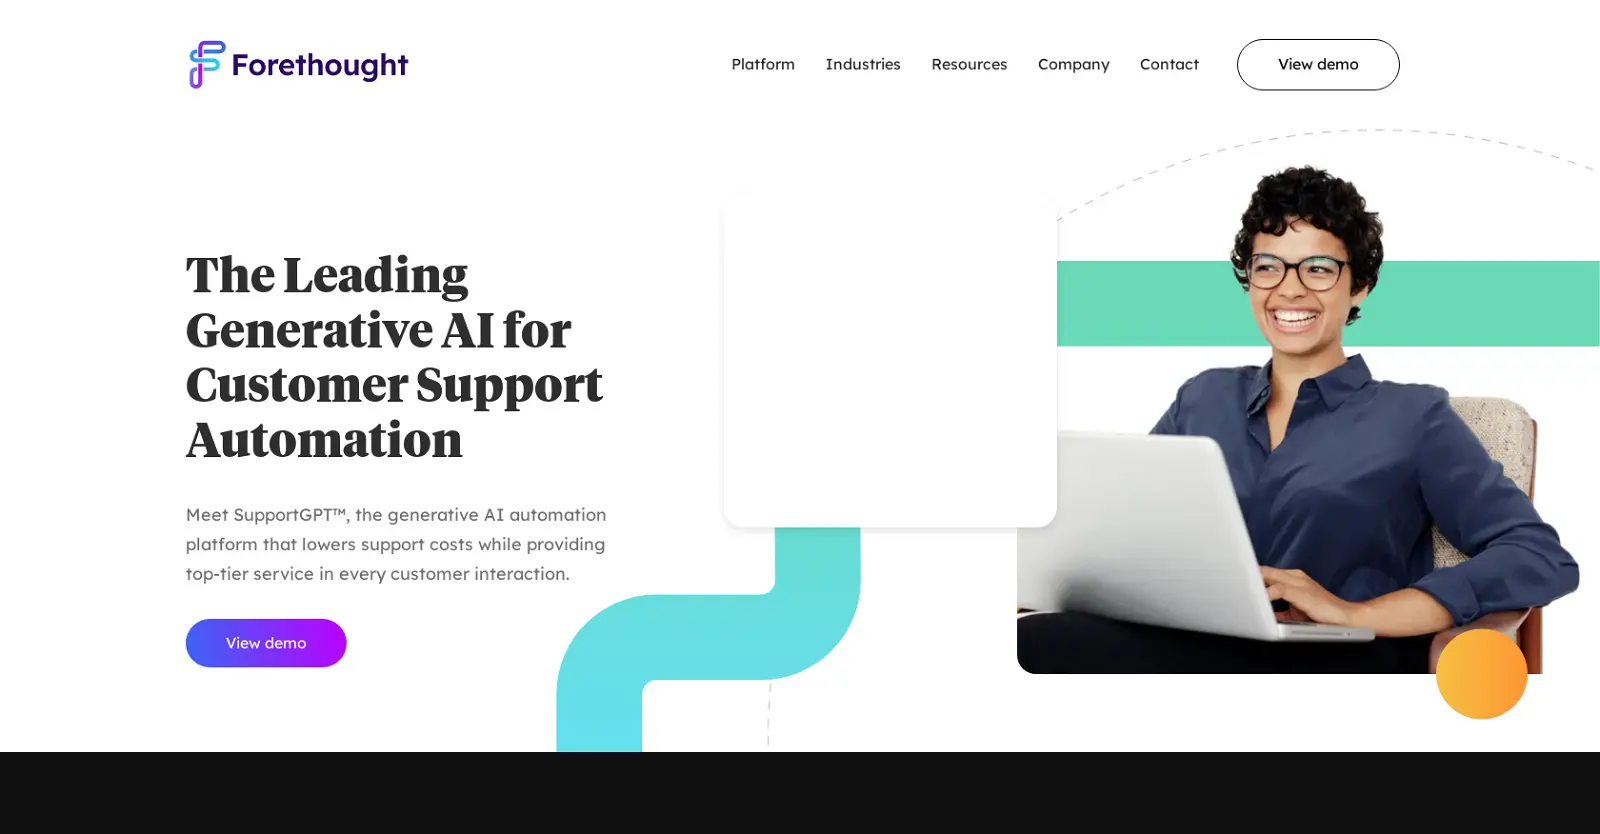 Forethought
Platform
Industries
Resources
Company
Contact
View demo
The Leading
Generative AI for
Customer Support
Automation
Meet SupportGPT™, the generative AI automation
platform that lowers support costs while providing
top-tier service in every customer interaction.
View demo